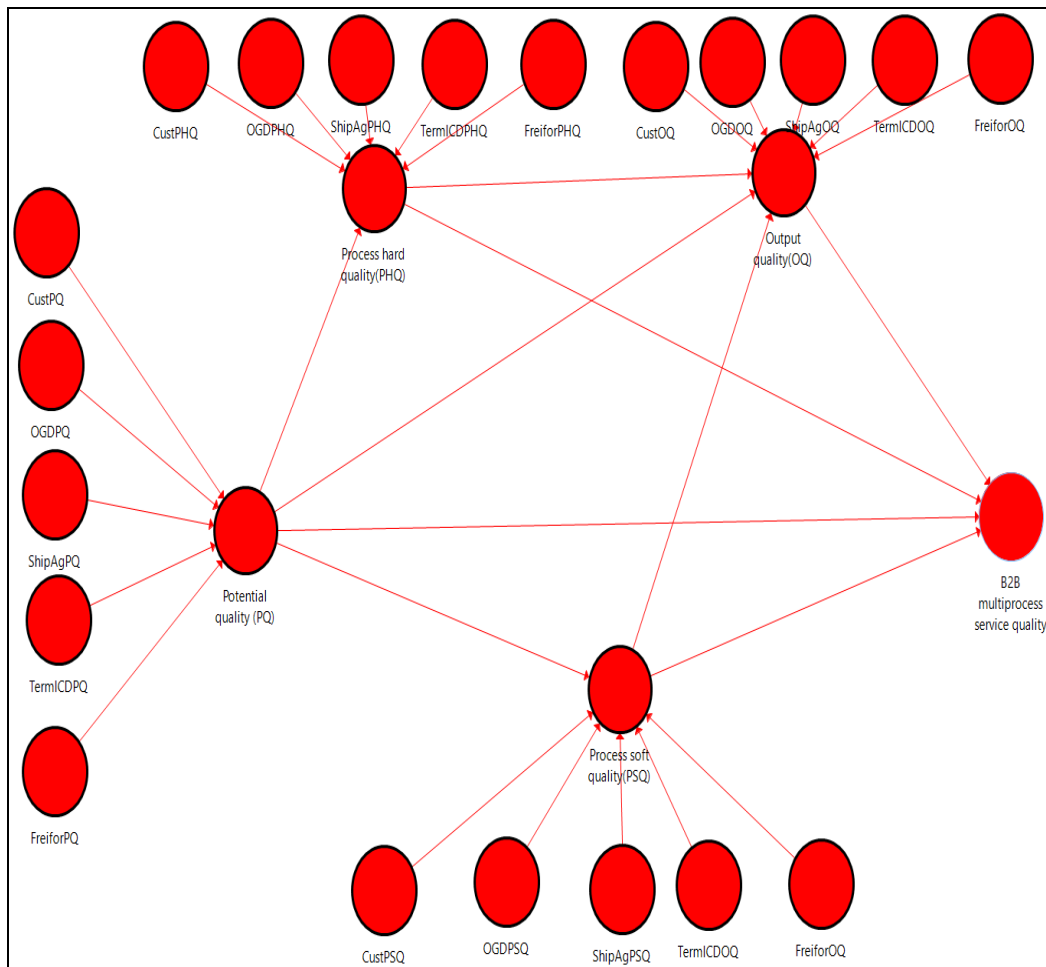 CustPHQ
OGDPHQ
ShipAgPHQ
TermICDPHQ
FreiforPHQ
CustOQ
OGDOQ
ShipAgOQ
TermICDOQ
FreiforOQ
Process hard
quality(PHQ)
Output
quality(OQ)
CustPQ
OGDPQ
ShipAgPQ
TermICDPQ
FreiforPQ
Potential
quality (PQ)
B2B
multiprocess
service quality
Process soft
quality(PSQ)
CustPSQ
OGDPSQ
ShipAgPSQ
TermICDOQ
FreiforOQ